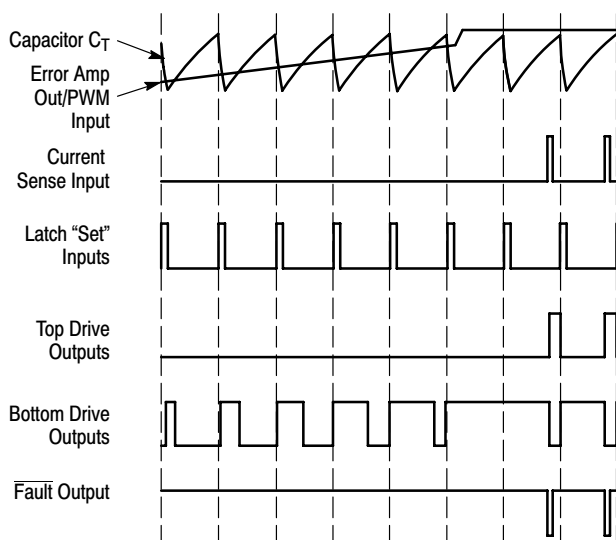 Capacitor C_T
Error Amp
Out/PWM
Input
Current
Sense Input
Latch “Set”
Inputs
Top Drive
Outputs
Bottom Drive
Outputs
Fault Output